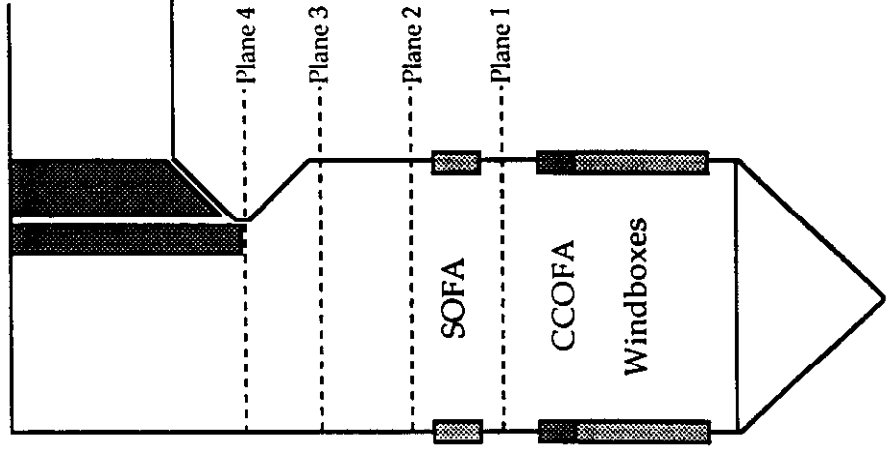 Plane 4
Plane 3
Plane 2
Plane 1
SOFA
CCOFA
Windboxes